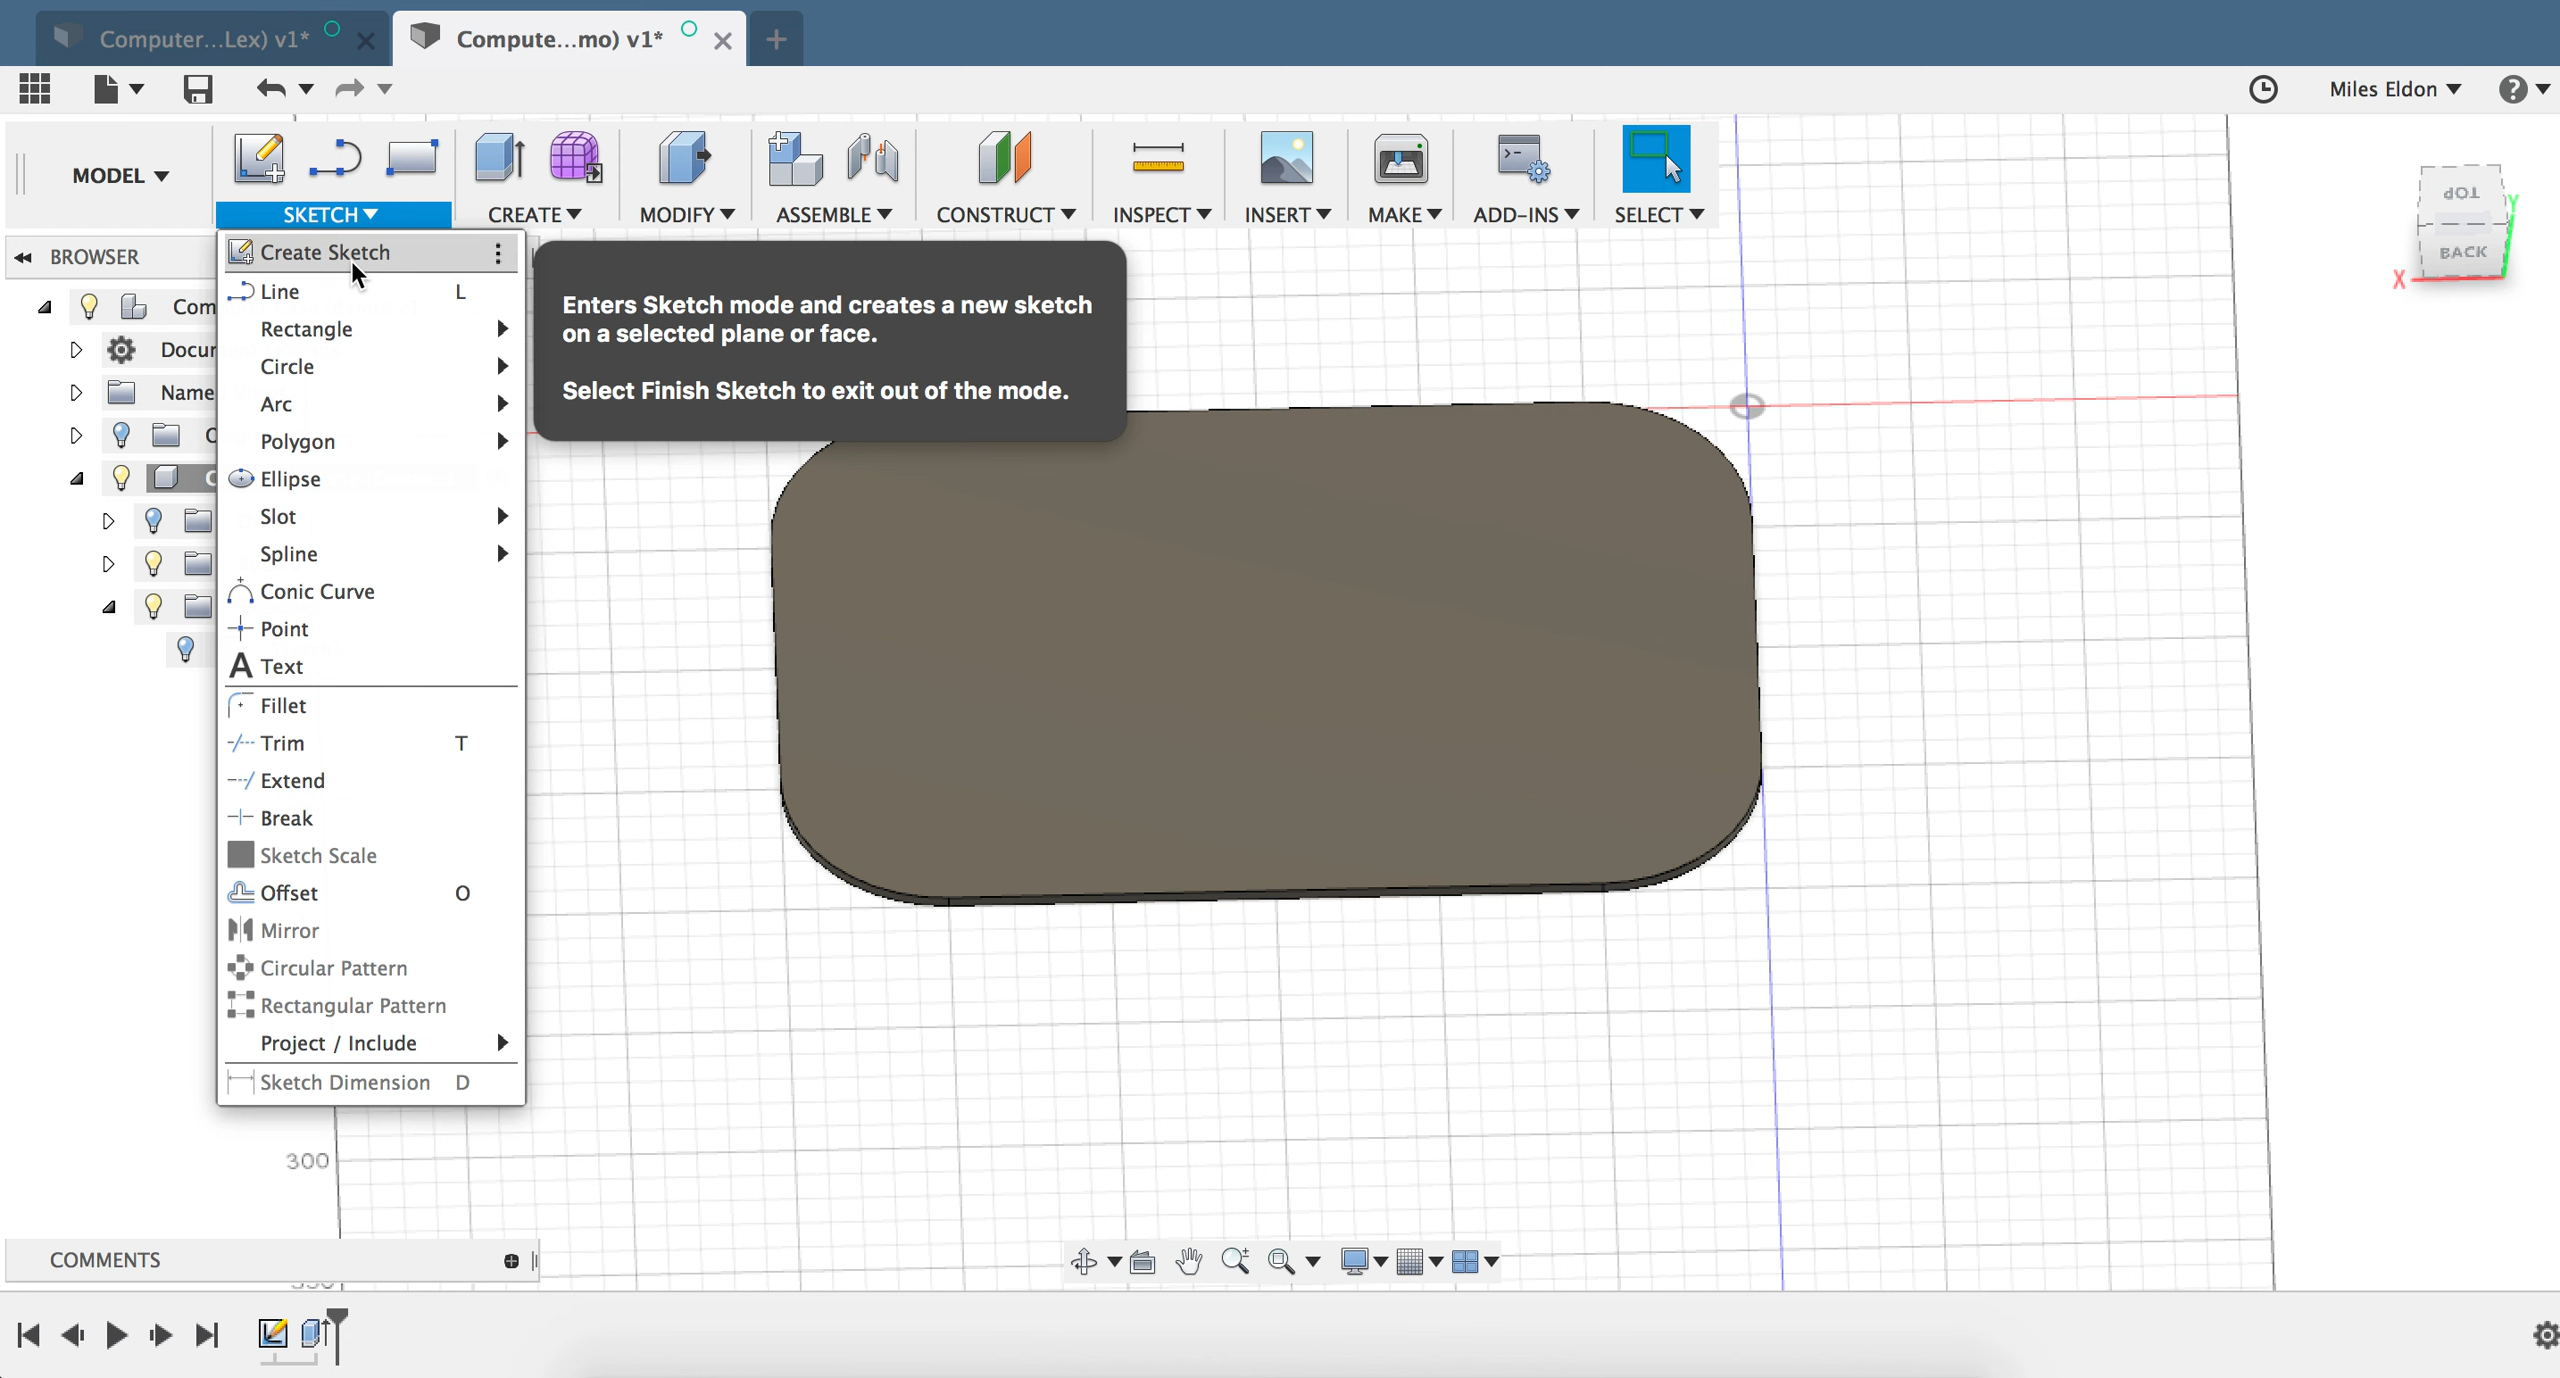 Computer...Lex) v1*
Compute...mo) v1*
Miles Eldon
MODEL
SKETCH
CREATE
MODIFY
ASSEMBLE
CONSTRUCT
INSPECT
INSERT
MAKE
ADD-INS
SELECT
TOP
BACK
X
Y
BROWSER
Com
Docu
Name
Create Sketch
Line L
Rectangle
Circle
Arc
Polygon
Ellipse
Slot
Spline
Conic Curve
Point
Text
Fillet
Trim T
Extend
Break
Sketch Scale
Offset O
Mirror
Circular Pattern
Rectangular Pattern
Project / Include
Sketch Dimension D
Enters Sketch mode and creates a new sketch
on a selected plane or face.
Select Finish Sketch to exit out of the mode.
300
COMMENTS